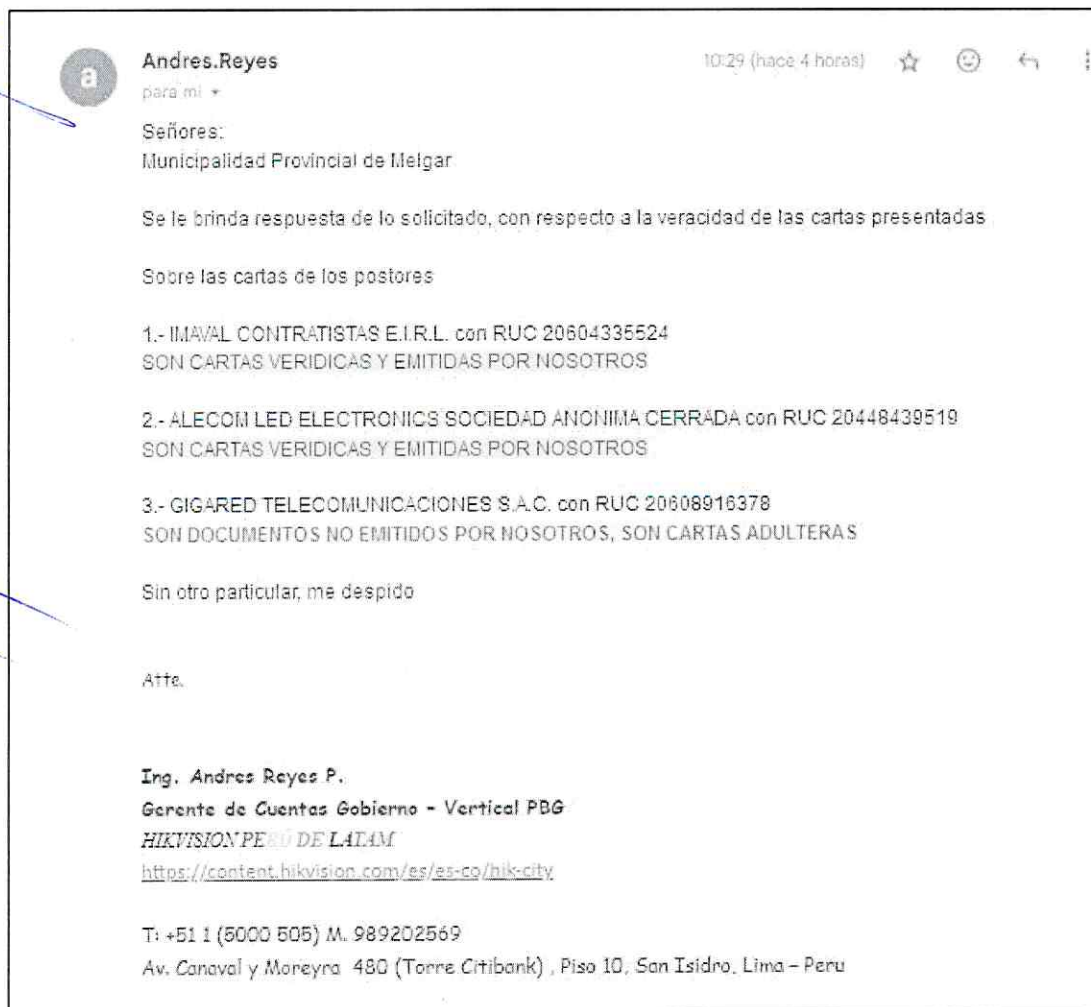 a
Andres.Reyes
10:29 (hace 4 horas)
para mi
Señores:
Municipalidad Provincial de Melgar
Se le brinda respuesta de lo solicitado, con respecto a la veracidad de las cartas presentadas
Sobre las cartas de los postores
1.- IMAVAL CONTRATISTAS E.I.R.L. con RUC 20604335524
SON CARTAS VERIDICAS Y EMITIDAS POR NOSOTROS
2.- ALECOM LED ELECTRONICS SOCIEDAD ANONIMA CERRADA con RUC 20448439519
SON CARTAS VERIDICAS Y EMITIDAS POR NOSOTROS
3.- GIGARED TELECOMUNICACIONES S.A.C. con RUC 20608916378
SON DOCUMENTOS NO EMITIDOS POR NOSOTROS, SON CARTAS ADULTERAS
Sin otro particular, me despido
Atte.
Ing. Andres Reyes P.
Gerente de Cuentas Gobierno - Vertical PBG
HIKVISION PERÚ DE LATAM
https://content.hikvision.com/es/es-co/hik-city
T: +51 1 (5000 505) M. 989202569
Av. Canaval y Moreyra 480 (Torre Citibank) , Piso 10, San Isidro. Lima – Peru